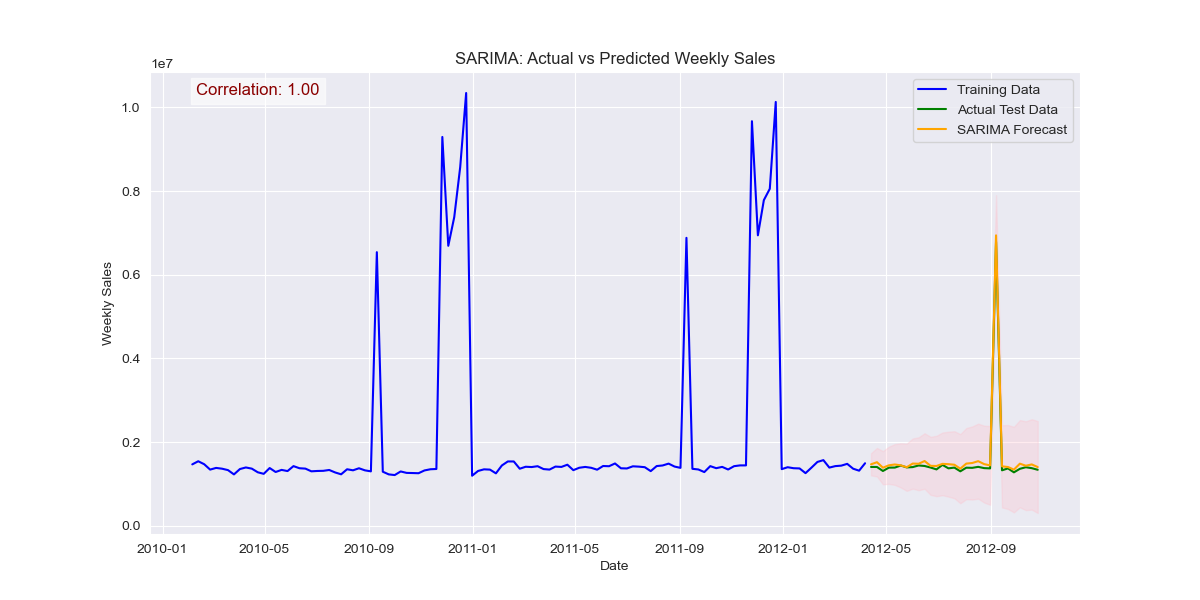 SARIMA: Actual vs Predicted Weekly Sales
1e7
Correlation: 1.00
Training Data
Actual Test Data
SARIMA Forecast
1.0
0.8
0.6
0.4
0.2
0.0
Weekly Sales
2010-01 2010-05 2010-09 2011-01 2011-05 2011-09 2012-01 2012-05 2012-09
Date